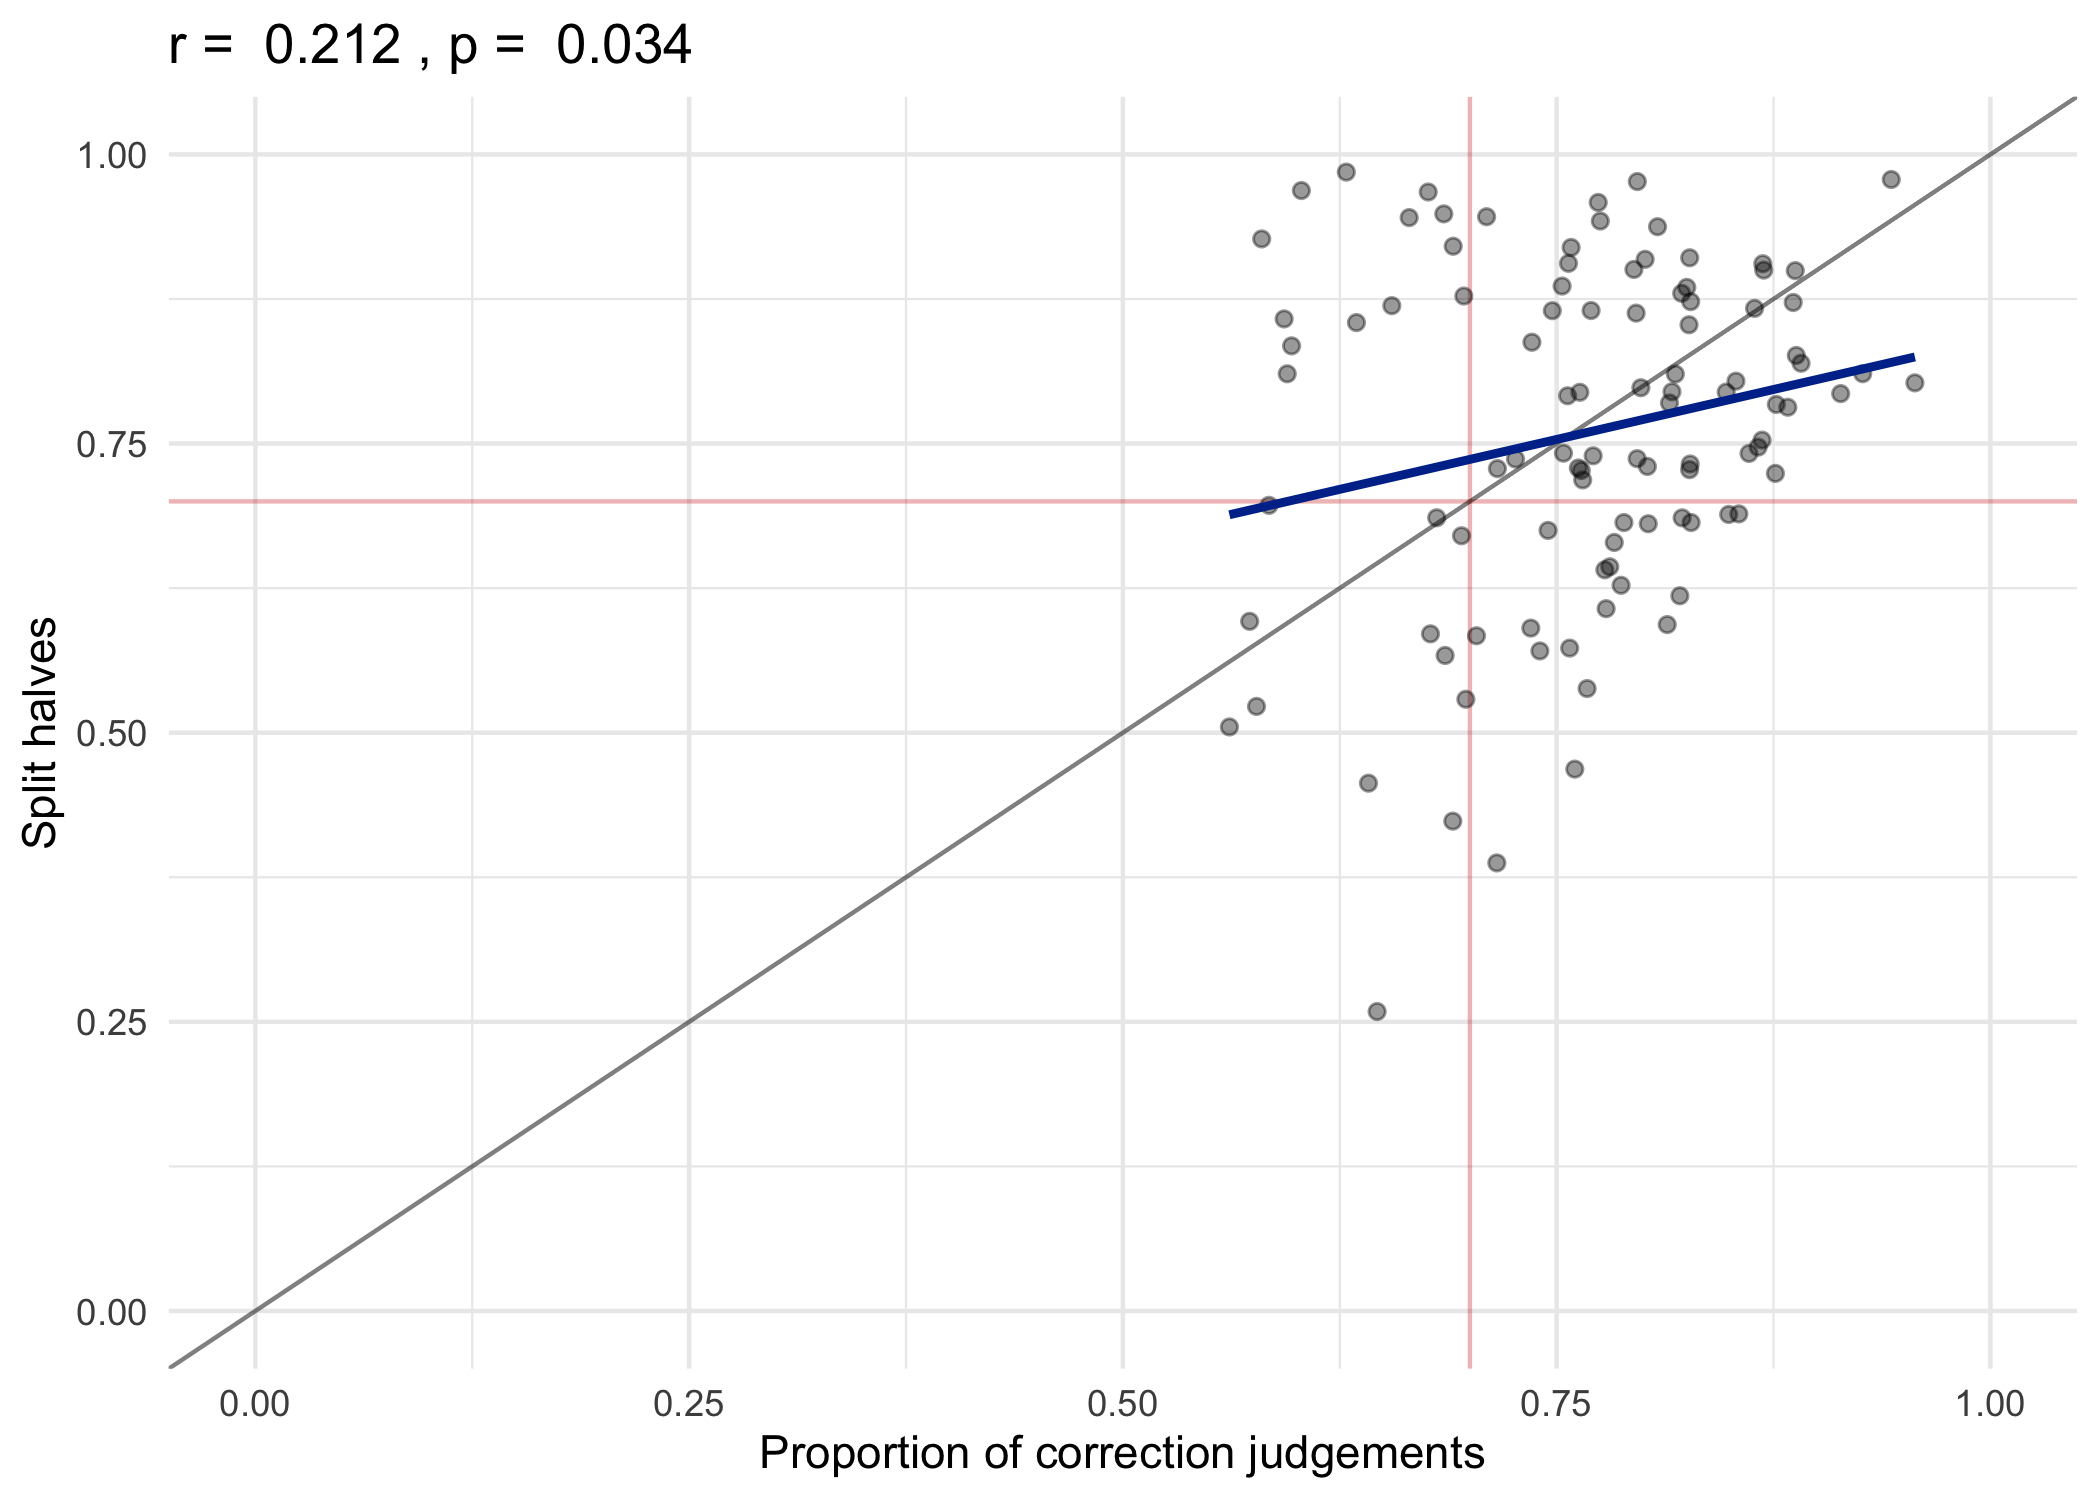 r =  0.212 , p =  0.034
Split halves
1.00
0.75
0.50
0.25
0.00
0.00 0.25 0.50 0.75 1.00
Proportion of correction judgements